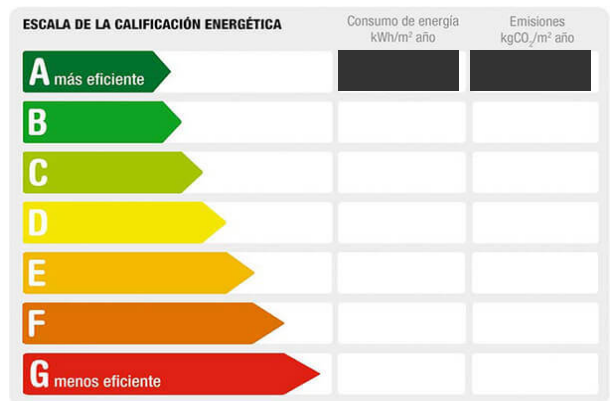 ESCALA DE LA CALIFICACIÓN ENERGÉTICA
Consumo de energía
kWh/m² año
Emisiones
kgCO₂/m² año
A más eficiente
B
C
D
E
F
G menos eficiente